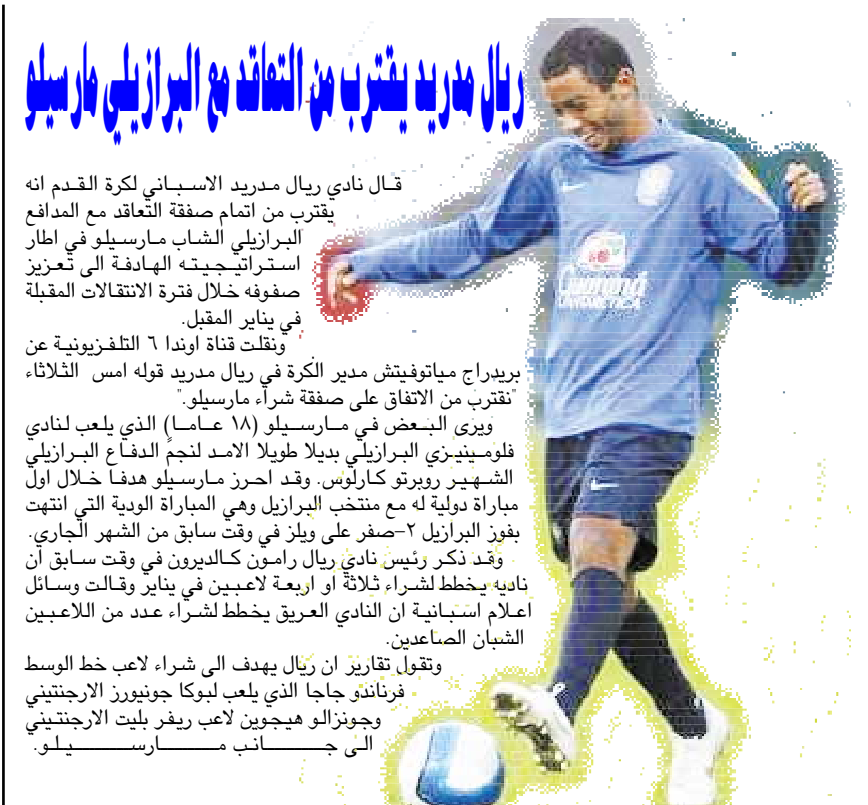 ريال مدريد يقترب من التعاقد مع البرازيلي مارسيلو
قال نادي ريال مدريد الاسباني لكرة القدم انه
يقترب من اتمام صفقة التعاقد مع المدافع
البرازيلي الشاب مارسيلو في اطار
استراتيجيته الهادفة الى تعزيز
صفوفه خلال فترة الانتقالات المقبلة
في يناير المقبل.
ونقلت قناة اوندا ٦ التلفزيونية عن
بريدراج مياتوفيتش مدير الكرة في ريال مدريد قوله امس الثلاثاء
"نقترب من الاتفاق على صفقة شراء مارسيلو."
ويرى البعض في مارسيلو (١٨ عاما) الذي يلعب لنادي
فلومينيزي البرازيلي بديلا طويلا الامد لنجم الدفاع البرازيلي
الشهير روبرتو كارلوس. وقد احرز مارسيلو هدفا خلال اول
مباراة دولية له مع منتخب البرازيل وهي المباراة الودية التي انتهت
بفوز البرازيل ٢-صفر على ويلز في وقت سابق من الشهر الجاري.
وقد ذكر رئيس نادي ريال رامون كالديرون في وقت سابق ان
ناديه يخطط لشراء ثلاثة او اربعة لاعبين في يناير وقالت وسائل
اعلام اسبانية ان النادي العريق يخطط لشراء عدد من اللاعبين
الشبان الصاعدين.
وتقول تقارير ان ريال يهدف الى شراء لاعب خط الوسط
فرناندو جاجا الذي يلعب لبوكا جونيورز الارجنتيني
وجونزالو هيجوين لاعب ريفر بليت الارجنتيني
الى جانب مارسيلو.
Guaraná
ANTARCTICA